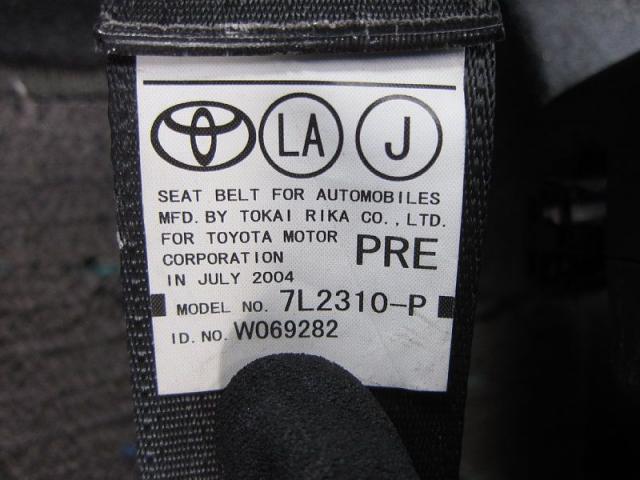 LA J
SEAT BELT FOR AUTOMOBILES
MFD. BY TOKAI RIKA CO., LTD.
FOR TOYOTA MOTOR
CORPORATION PRE
IN JULY 2004
MODEL NO. 7L2310-P
ID. NO. W069282